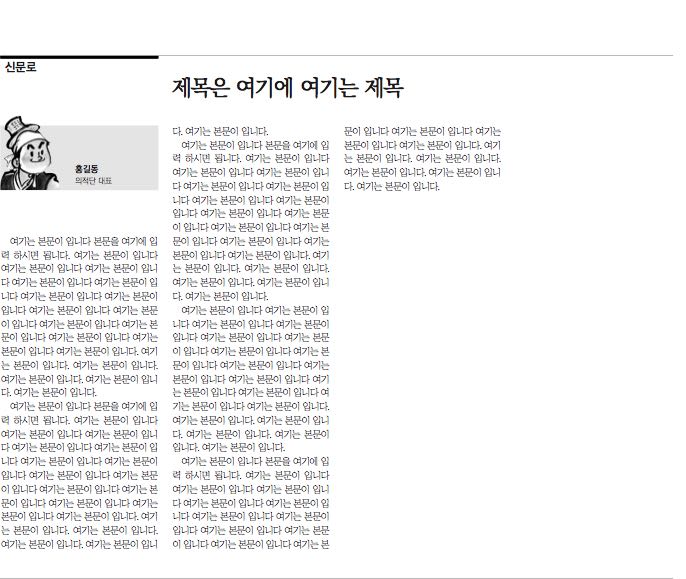 신문로
제목은 여기에 여기는 제목
홍길동
의적단 대표
여기는 본문이 입니다 본문을 여기에 입
력 하시면 됩니다. 여기는 본문이 입니다
여기는 본문이 입니다 여기는 본문이 입니
다 여기는 본문이 입니다 여기는 본문이 입
니다 여기는 본문이 입니다 여기는 본문이
입니다 여기는 본문이 입니다 여기는 본문
이 입니다 여기는 본문이 입니다 여기는 본
문이 입니다 여기는 본문이 입니다 여기는
본문이 입니다 여기는 본문이 입니다. 여기
는 본문이 입니다. 여기는 본문이 입니다.
여기는 본문이 입니다. 여기는 본문이 입니
다. 여기는 본문이 입니다.
여기는 본문이 입니다 본문을 여기에 입
력 하시면 됩니다. 여기는 본문이 입니다
여기는 본문이 입니다 여기는 본문이 입니
다 여기는 본문이 입니다 여기는 본문이 입
니다 여기는 본문이 입니다 여기는 본문이
입니다 여기는 본문이 입니다 여기는 본문
이 입니다 여기는 본문이 입니다 여기는 본
문이 입니다 여기는 본문이 입니다 여기는
본문이 입니다 여기는 본문이 입니다. 여기
는 본문이 입니다. 여기는 본문이 입니다.
여기는 본문이 입니다. 여기는 본문이 입니
다. 여기는 본문이 입니다.
여기는 본문이 입니다 본문을 여기에 입
력 하시면 됩니다. 여기는 본문이 입니다
여기는 본문이 입니다 여기는 본문이 입니
다 여기는 본문이 입니다 여기는 본문이 입
니다 여기는 본문이 입니다 여기는 본문이
입니다 여기는 본문이 입니다 여기는 본문
이 입니다 여기는 본문이 입니다 여기는 본
문이 입니다 여기는 본문이 입니다 여기는
본문이 입니다 여기는 본문이 입니다. 여기
는 본문이 입니다. 여기는 본문이 입니다.
여기는 본문이 입니다. 여기는 본문이 입니
다. 여기는 본문이 입니다.
여기는 본문이 입니다 여기는 본문이 입
니다 여기는 본문이 입니다 여기는 본문이
입니다 여기는 본문이 입니다 여기는 본문
이 입니다 여기는 본문이 입니다 여기는 본
문이 입니다 여기는 본문이 입니다 여기는
본문이 입니다 여기는 본문이 입니다 여기
는 본문이 입니다 여기는 본문이 입니다 여
기는 본문이 입니다 여기는 본문이 입니다.
여기는 본문이 입니다. 여기는 본문이 입니
다. 여기는 본문이 입니다. 여기는 본문이
입니다. 여기는 본문이 입니다.
여기는 본문이 입니다 본문을 여기에 입
력 하시면 됩니다. 여기는 본문이 입니다
여기는 본문이 입니다 여기는 본문이 입니
다 여기는 본문이 입니다 여기는 본문이 입
니다 여기는 본문이 입니다 여기는 본문이
입니다 여기는 본문이 입니다 여기는 본문
이 입니다 여기는 본문이 입니다 여기는 본
문이 입니다 여기는 본문이 입니다 여기는
본문이 입니다 여기는 본문이 입니다. 여기
는 본문이 입니다. 여기는 본문이 입니다.
여기는 본문이 입니다. 여기는 본문이 입니
다. 여기는 본문이 입니다.